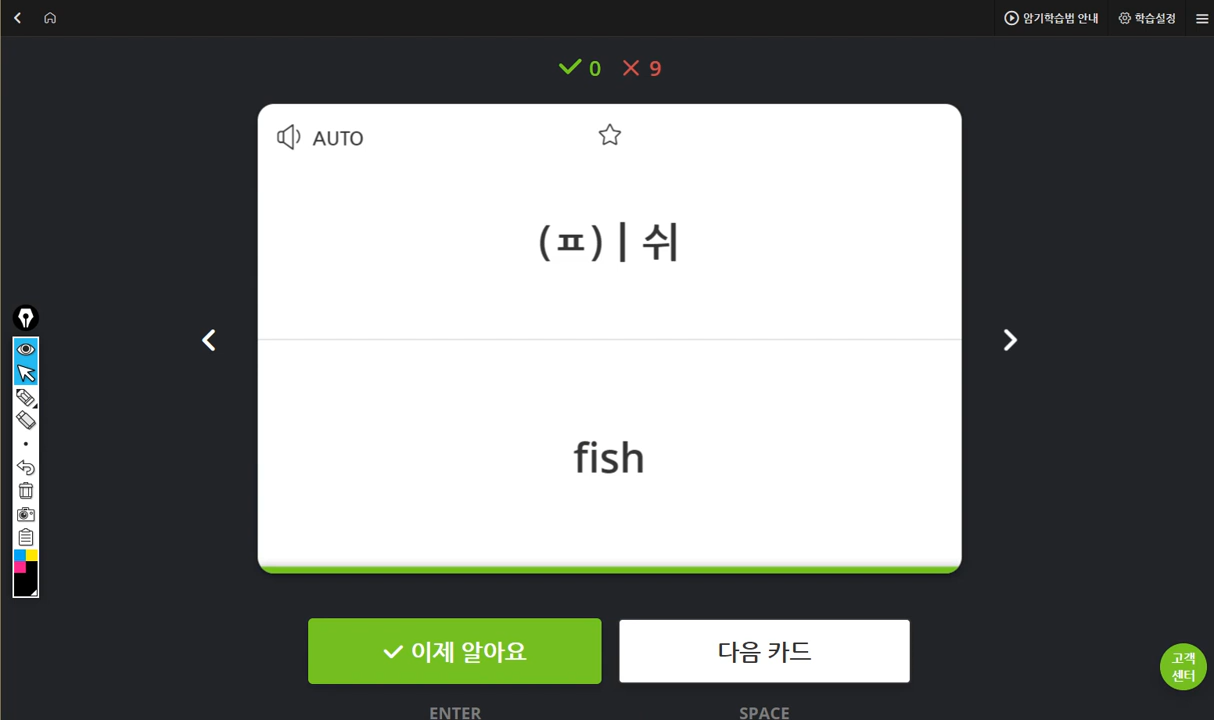 암기학습법 안내 학습설정
0 9
AUTO
(ㅍ) | 쉬
fish
이제 알아요 다음 카드
고객
센터
ENTER SPACE